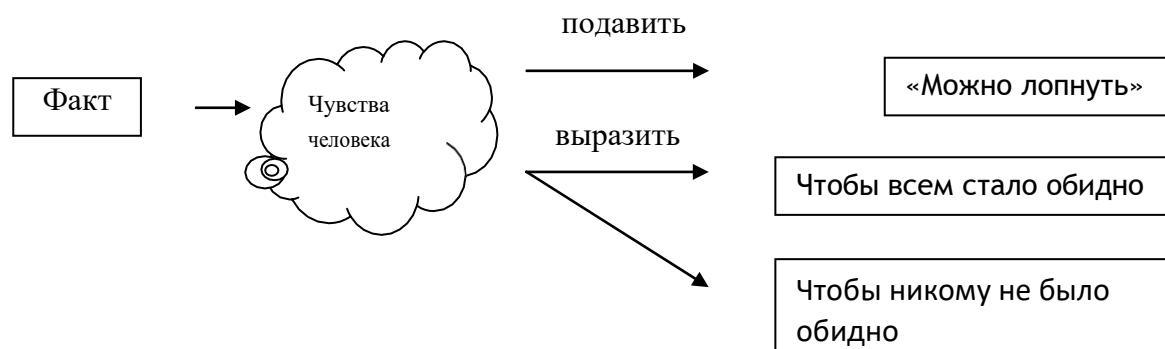 подавить
Факт
«Можно лопнуть»
Чувства
человека
выразить
Чтобы всем стало обидно
Чтобы никому не было
обидно